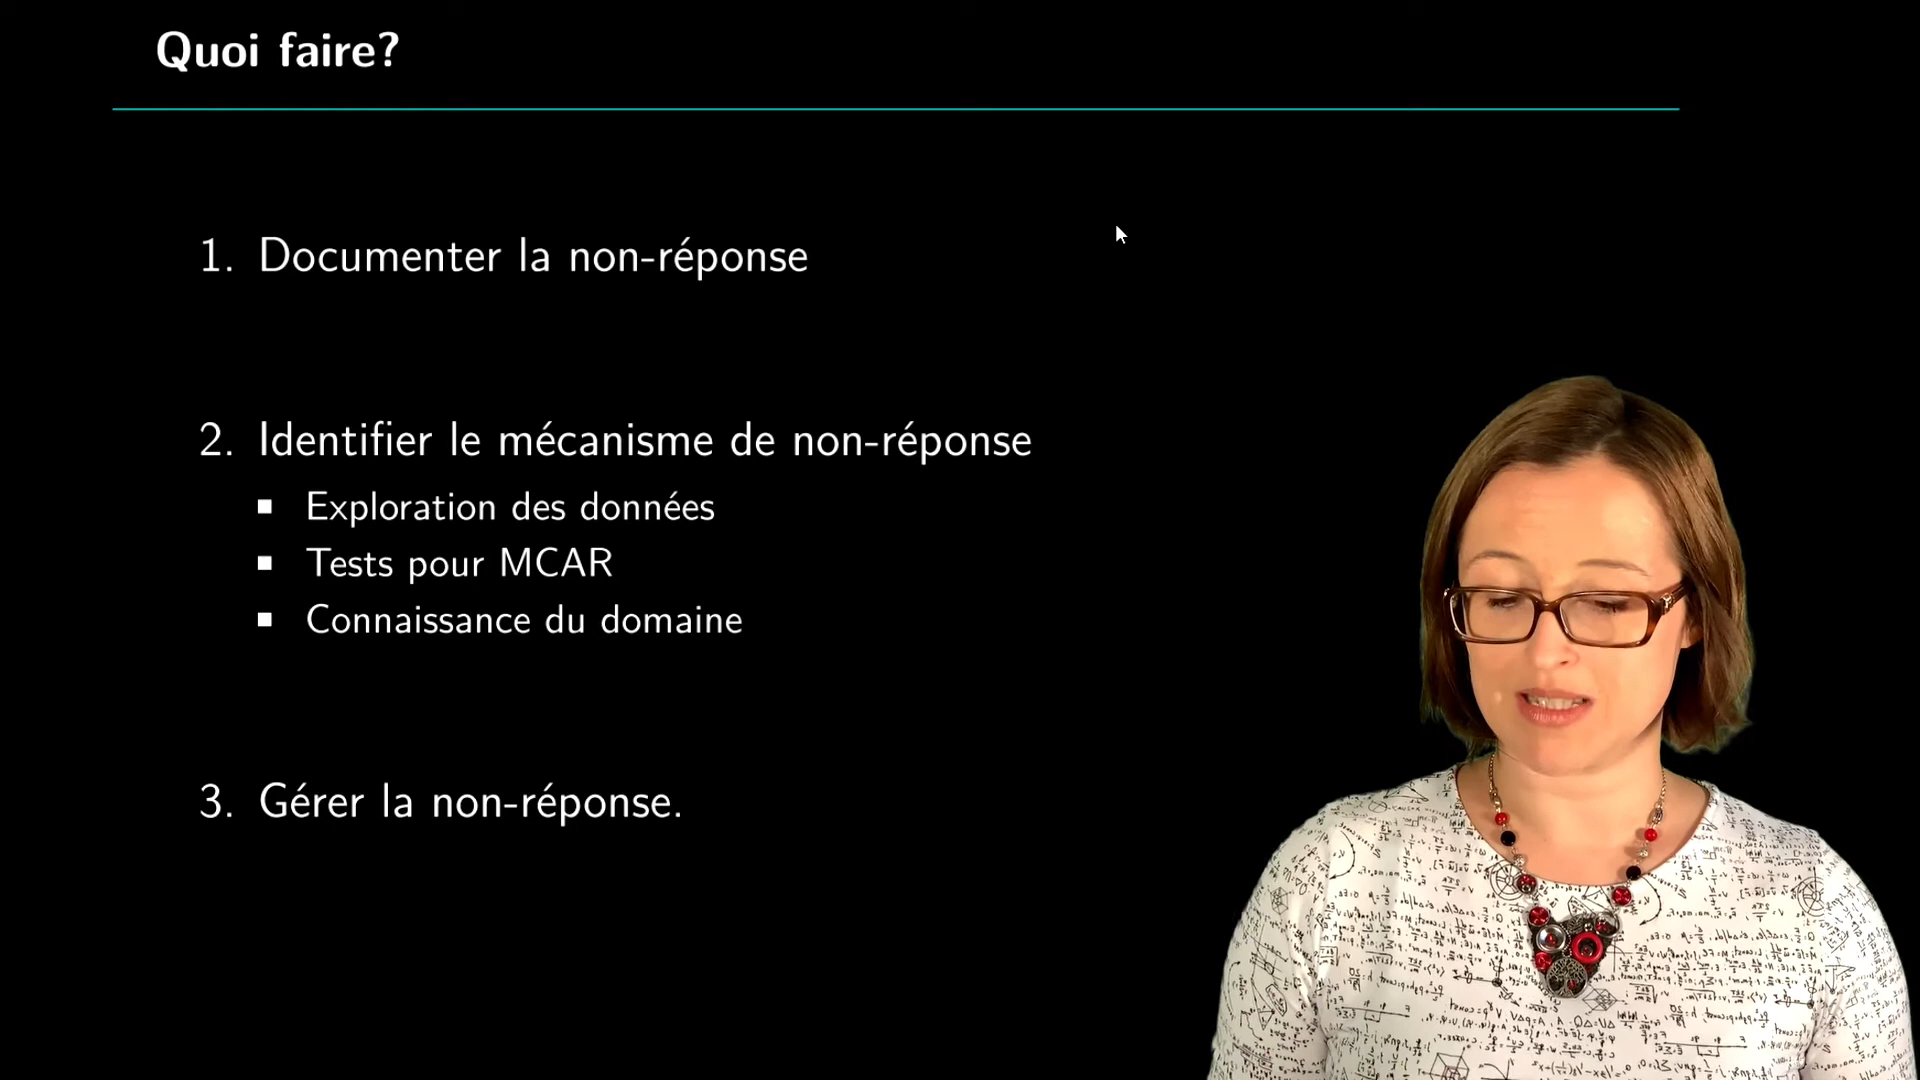 Quoi faire?
1. Documenter la non-réponse
2. Identifier le mécanisme de non-réponse
■ Exploration des données
■ Tests pour MCAR
■ Connaissance du domaine
3. Gérer la non-réponse.